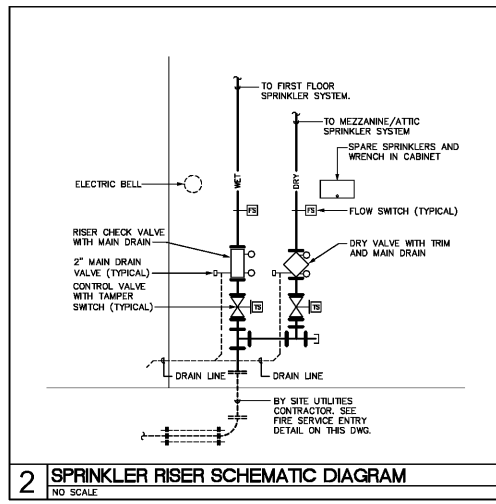 TO FIRST FLOOR
SPRINKLER SYSTEM.
TO MEZZANINE/ATTIC
SPRINKLER SYSTEM
SPARE SPRINKLERS AND
WRENCH IN CABINET
ELECTRIC BELL
WET
DRY
FS
FS
FLOW SWITCH (TYPICAL)
RISER CHECK VALVE
WITH MAIN DRAIN
DRY VALVE WITH TRIM
AND MAIN DRAIN
2" MAIN DRAIN
VALVE (TYPICAL)
CONTROL VALVE
WITH TAMPER
SWITCH (TYPICAL)
TS
TS
DRAIN LINE
DRAIN LINE
BY SITE UTILITIES
CONTRACTOR. SEE
FIRE SERVICE ENTRY
DETAIL ON THIS DWG.
2
SPRINKLER RISER SCHEMATIC DIAGRAM
NO SCALE